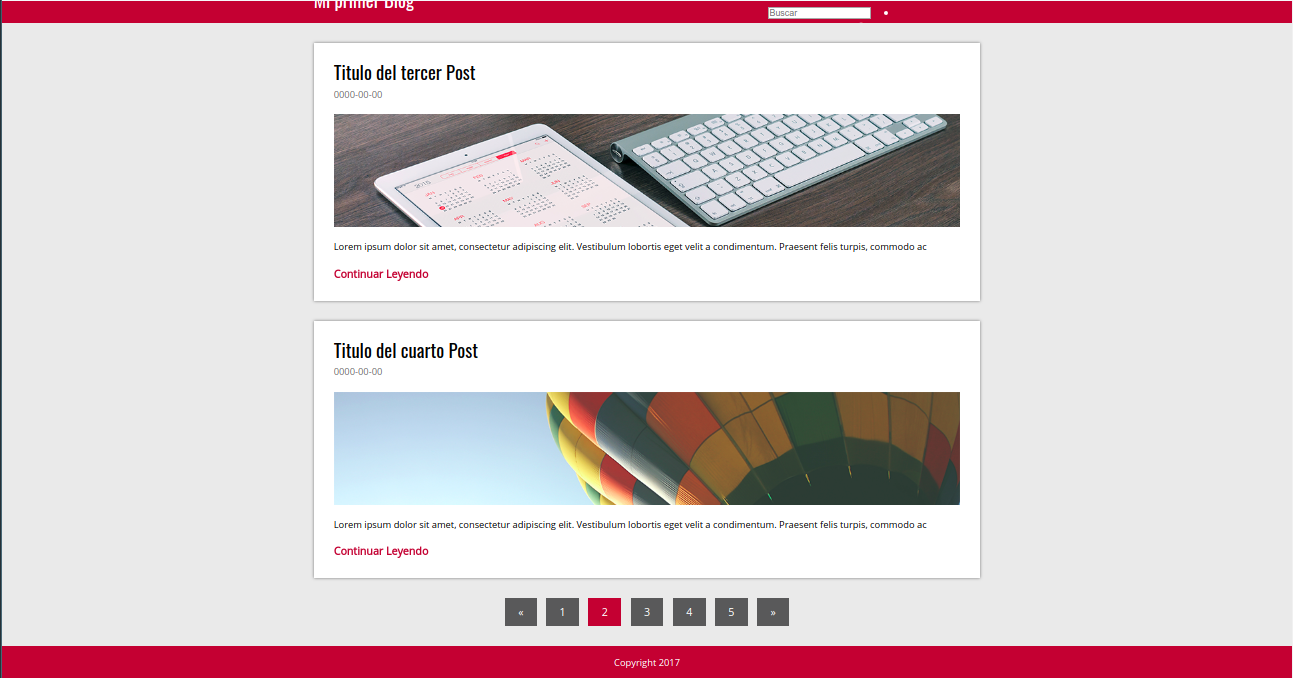 Mi primer Blog
Buscar
Titulo del tercer Post
0000-00-00
2015
Lorem ipsum dolor sit amet, consectetur adipiscing elit. Vestibulum lobortis eget velit a condimentum. Praesent felis turpis, commodo ac
Continuar Leyendo
Titulo del cuarto Post
0000-00-00
Lorem ipsum dolor sit amet, consectetur adipiscing elit. Vestibulum lobortis eget velit a condimentum. Praesent felis turpis, commodo ac
Continuar Leyendo
« 1 2 3 4 5 »
Copyright 2017